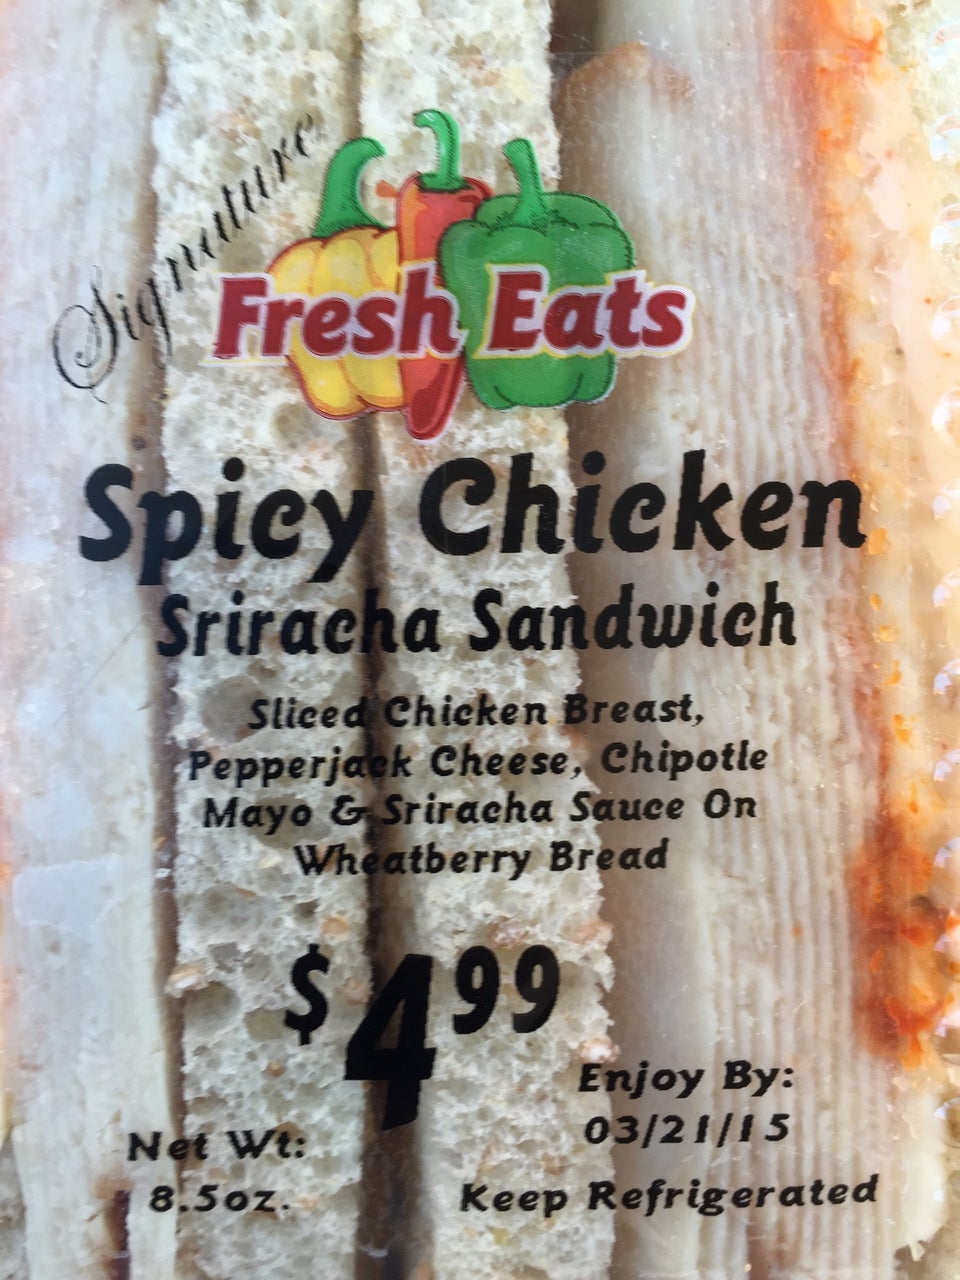 Signature
Fresh Eats
Spicy Chicken
Sriracha Sandwich
Sliced Chicken Breast,
Pepperjack Cheese, Chipotle
Mayo & Sriracha Sauce On
Wheatberry Bread
$4.99
Enjoy By:
03/21/15
Net Wt:
8.5oz.
Keep Refrigerated